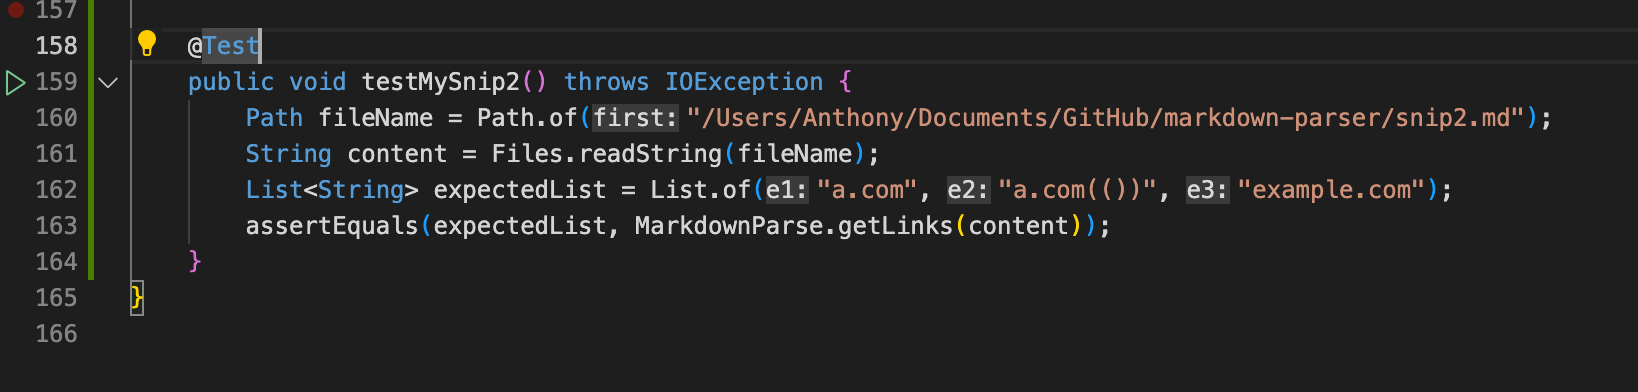 157
158 @Test
159 public void testMySnip2() throws IOException {
160 Path fileName = Path.of(first: "/Users/Anthony/Documents/GitHub/markdown-parser/snip2.md");
161 String content = Files.readString(fileName);
162 List<String> expectedList = List.of(e1: "a.com", e2: "a.com(())", e3: "example.com");
163 assertEquals(expectedList, MarkdownParse.getLinks(content));
164 }
165 }
166